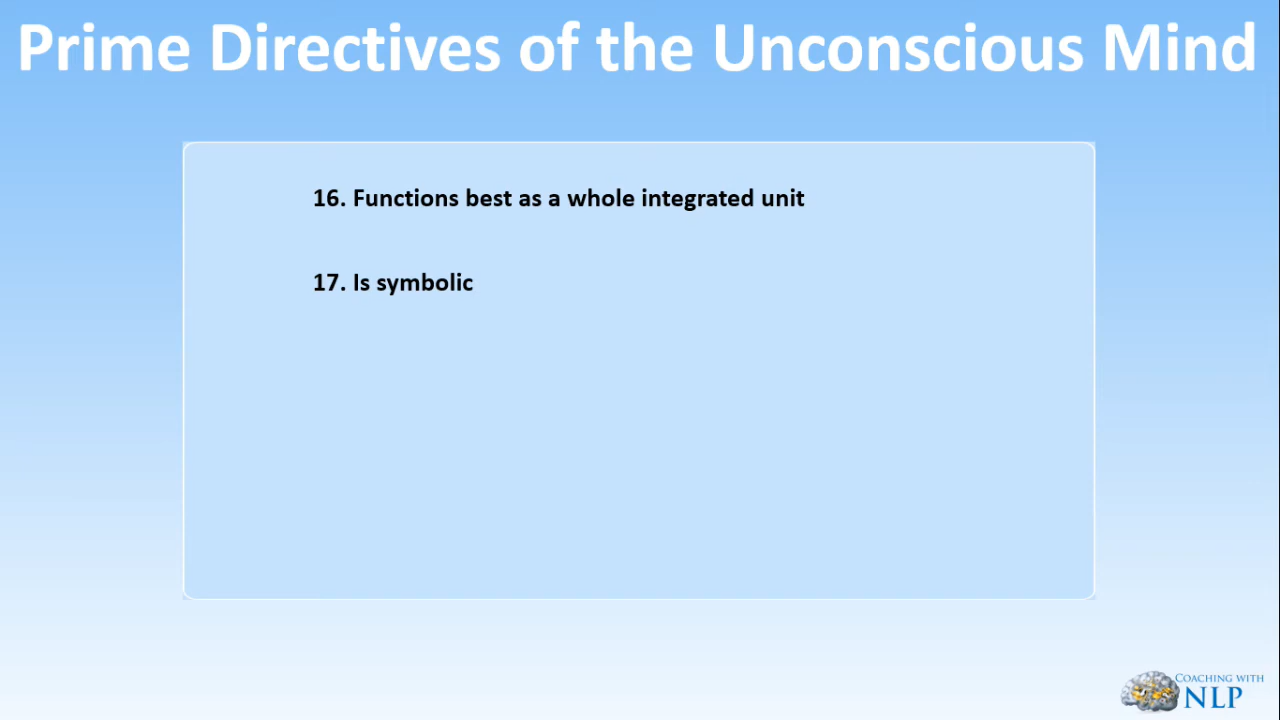 Prime Directives of the Unconscious Mind
16. Functions best as a whole integrated unit
17. Is symbolic
COACHING WITH
NLP